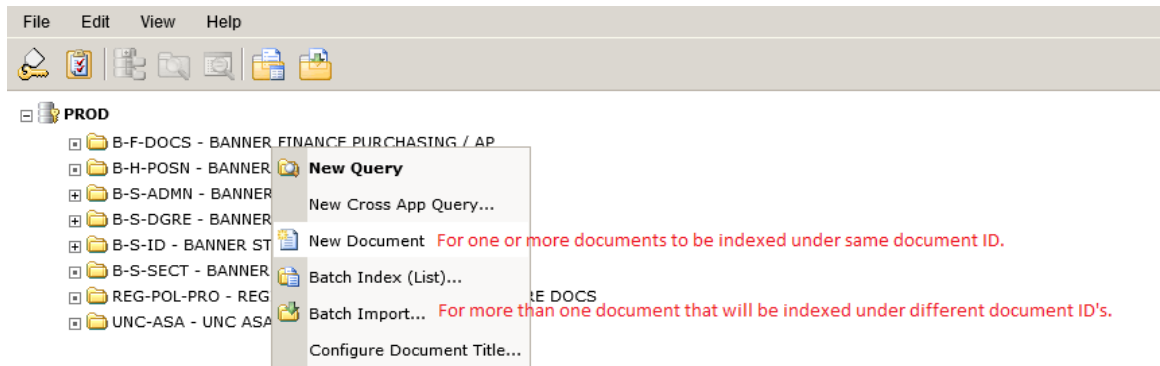 File Edit View Help
PROD
B-F-DOCS - BANNER FINANCE PURCHASING / AP
B-H-POSN - BANNER
New Query
B-S-ADMN - BANNER
New Cross App Query...
B-S-DGRE - BANNER
B-S-ID - BANNER ST
New Document For one or more documents to be indexed under same document ID.
B-S-SECT - BANNER
Batch Index (List)...
REG-POL-PRO - REG RE DOCS
UNC-ASA - UNC ASA
Batch Import... For more than one document that will be indexed under different document ID's.
Configure Document Title...